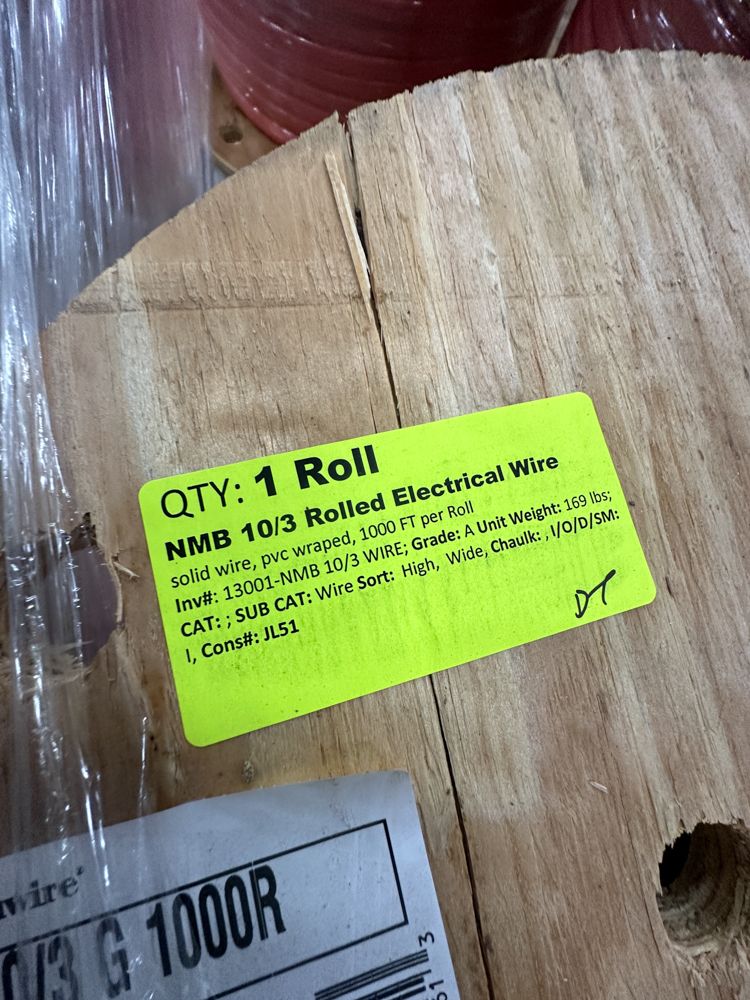 QTY: 1 Roll
NMB 10/3 Rolled Electrical Wire
solid wire, pvc wraped, 1000 FT per Roll
Inv#: 13001-NMB 10/3 WIRE; Grade: A Unit Weight: 169 lbs;
CAT: ; SUB CAT: Wire Sort: High, Wide, Chaulk: , I/O/D/SM:
I, Cons#: JL51
DT
wire
0/3 G 1000R